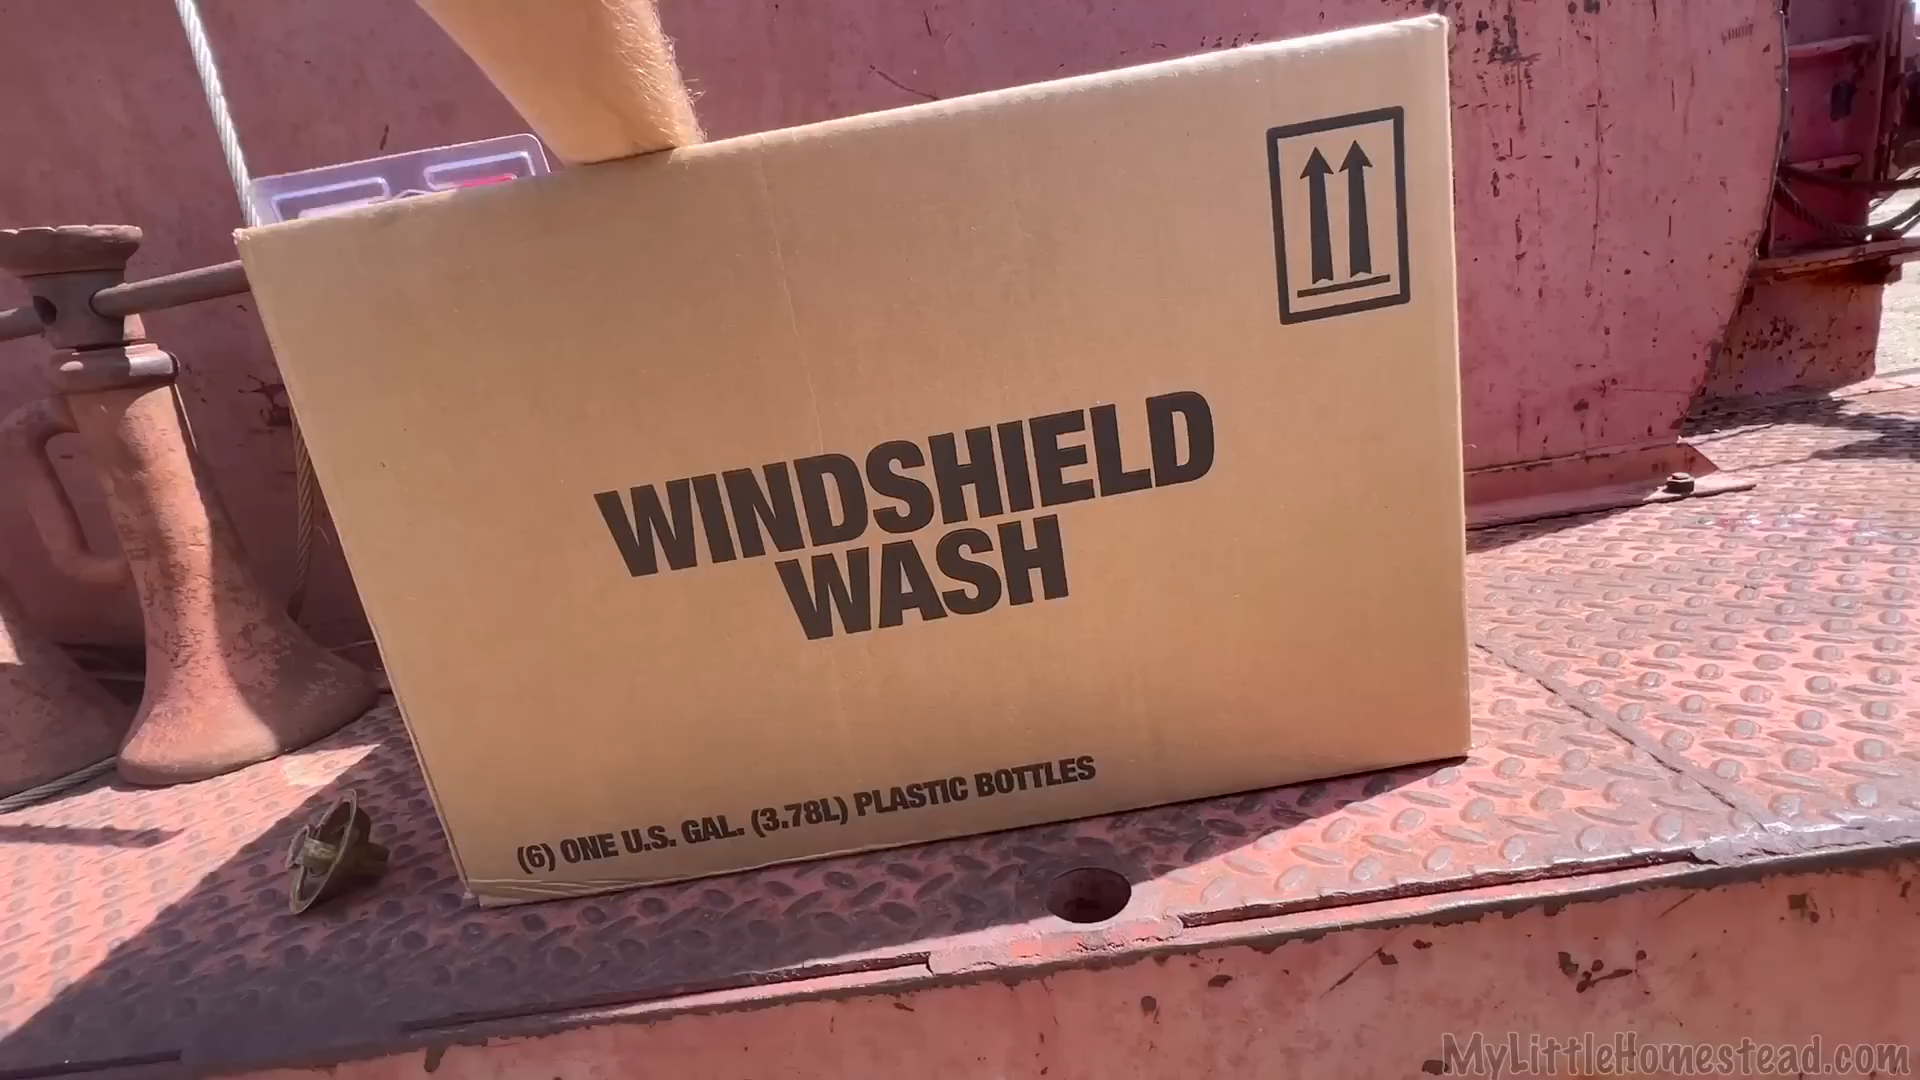 WINDSHIELD
WASH
(6) ONE U.S. GAL. (3.78L) PLASTIC BOTTLES
MyLittleHomestead.com